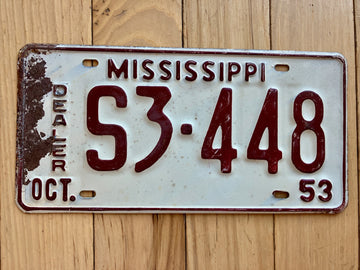 MISSISSIPPI
DEALER
S3·448
OCT. 53